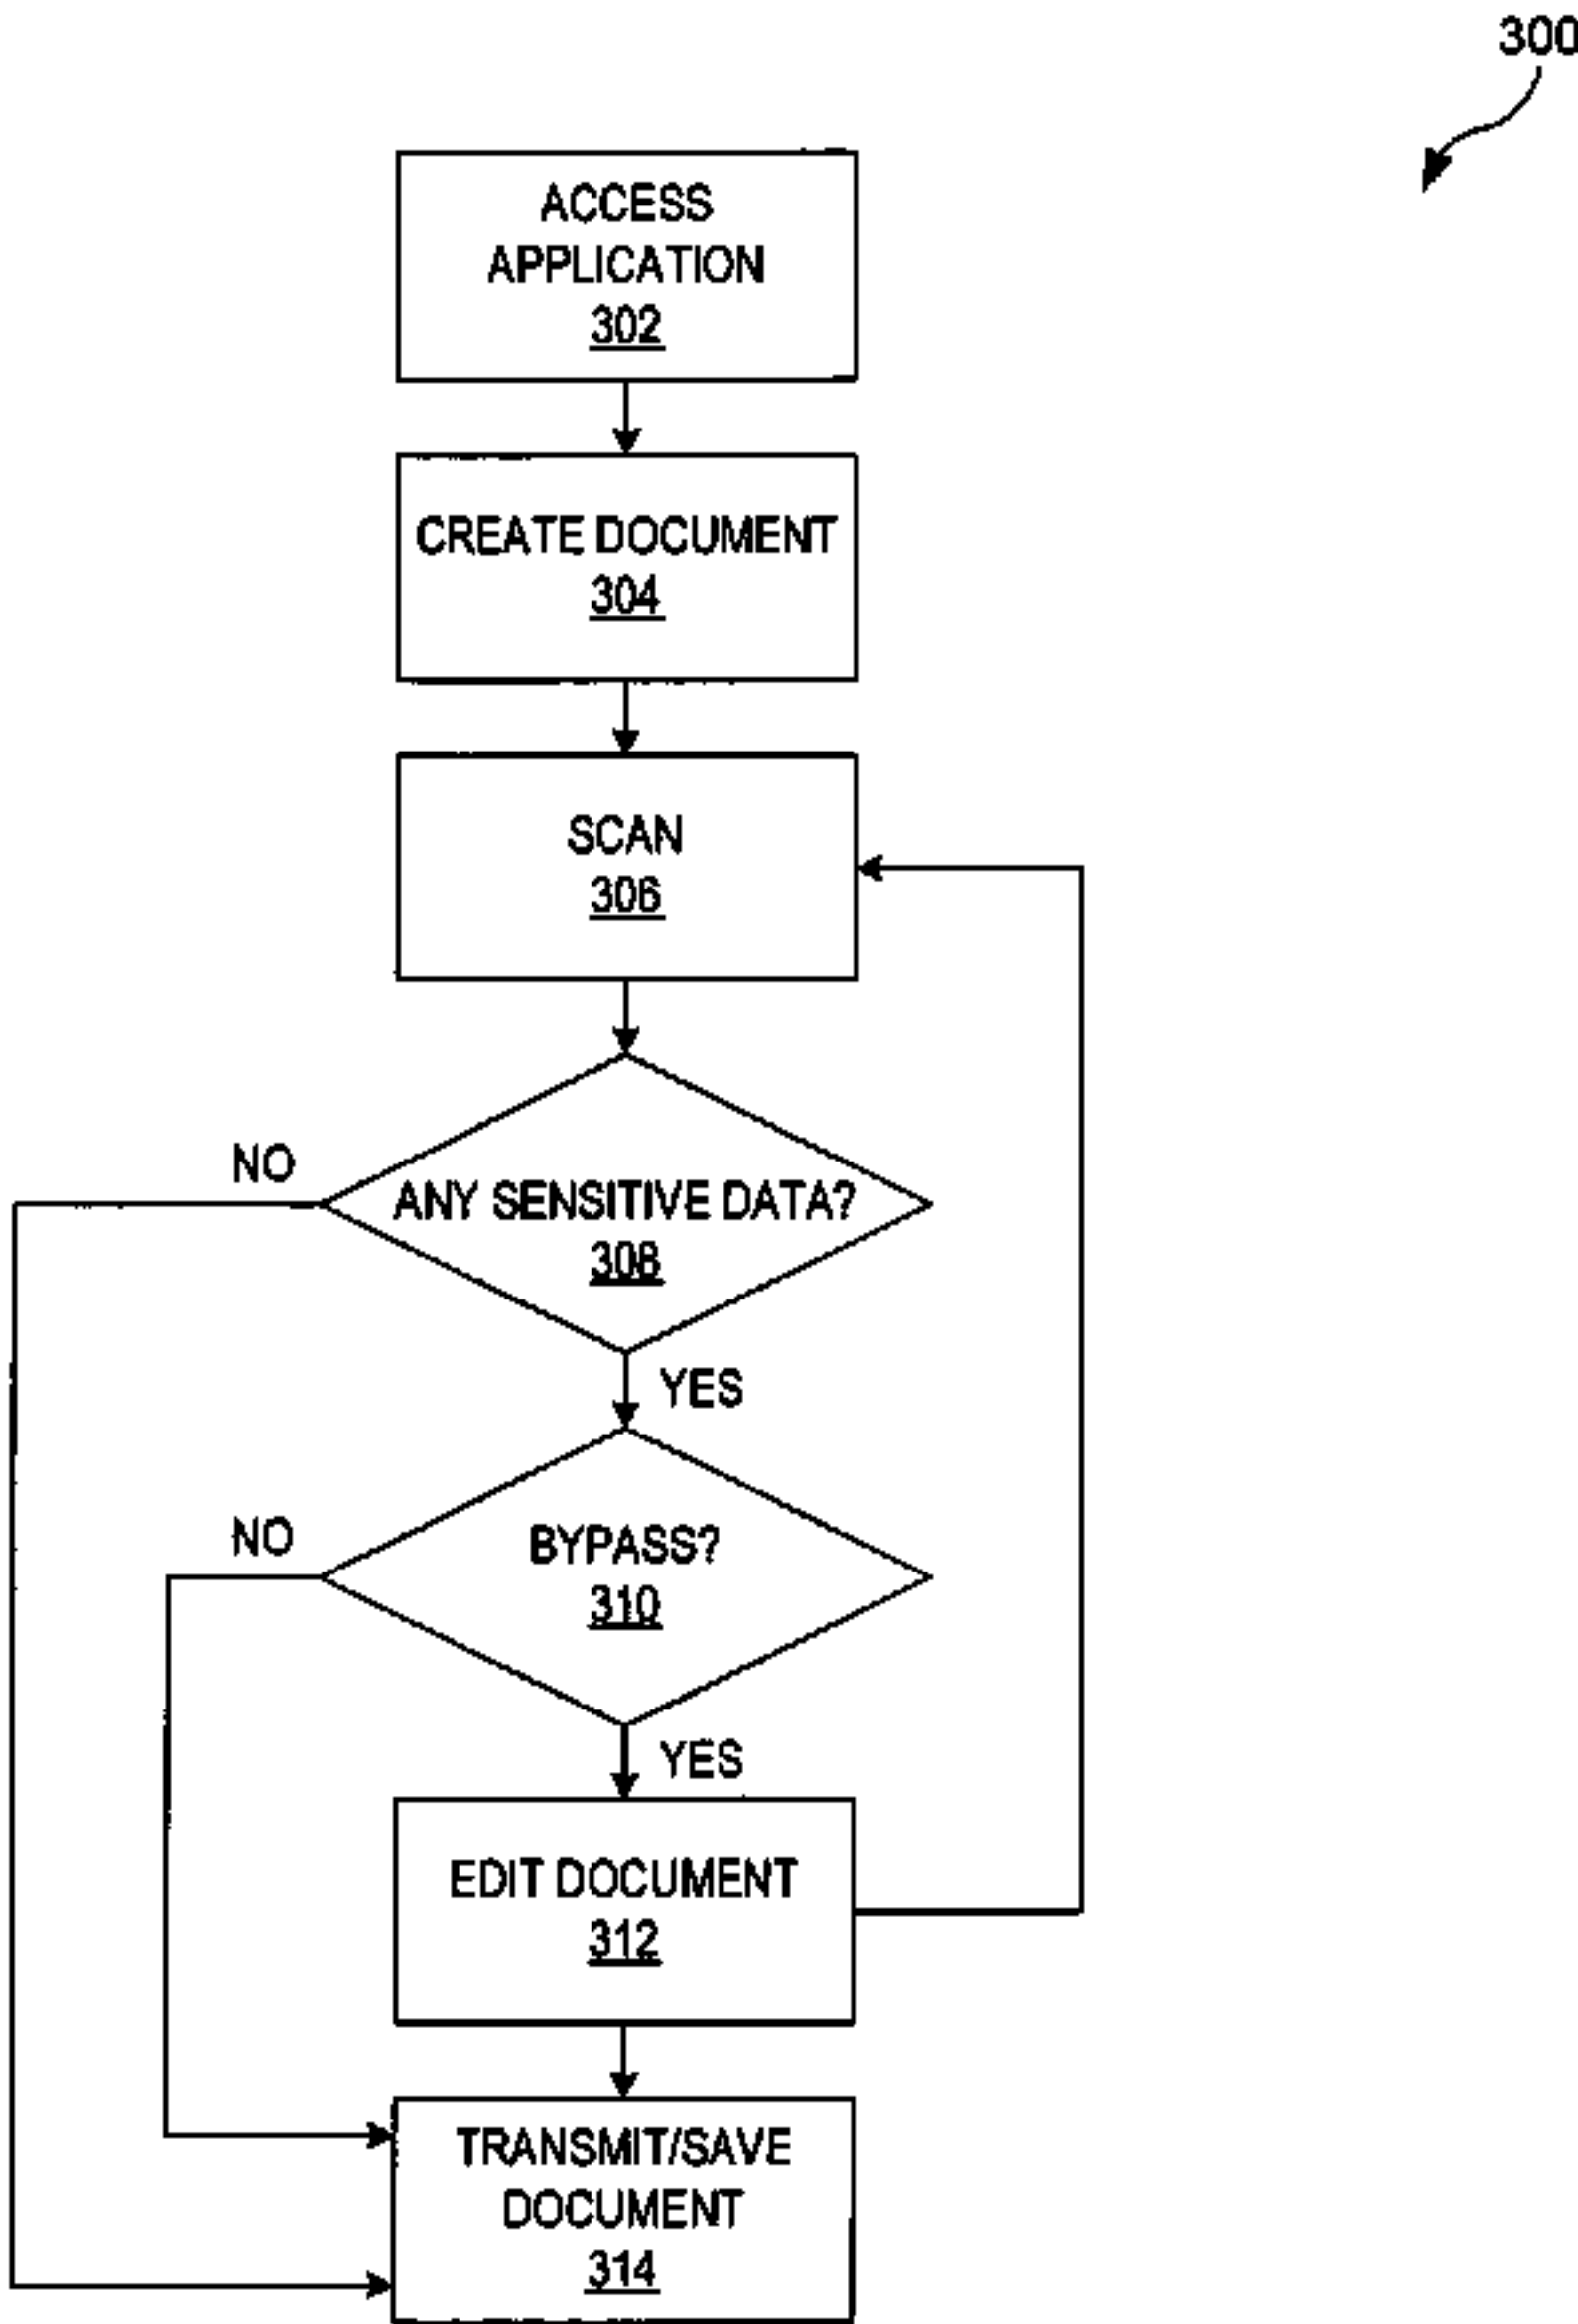 300
ACCESS
APPLICATION
302
CREATE DOCUMENT
304
SCAN
306
NO
ANY SENSITIVE DATA?
308
YES
NO
BYPASS?
310
YES
EDIT DOCUMENT
312
TRANSMIT/SAVE
DOCUMENT
314